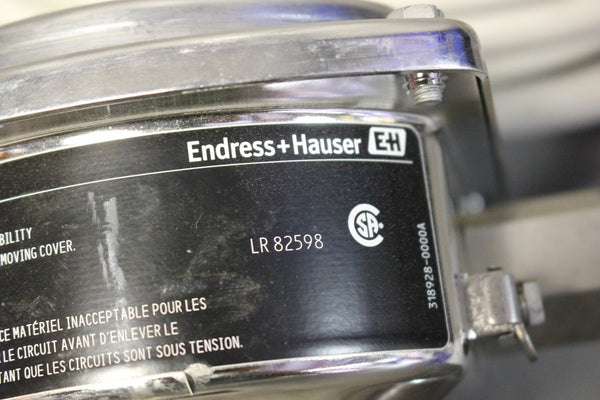 Endress+Hauser EH
BILITY
MOVING COVER.
LR 82598
SA
318928-0000A
CE MATÉRIEL INACCEPTABLE POUR LES
R LE CIRCUIT AVANT D'ENLEVER LE
TANT QUE LES CIRCUITS SONT SOUS TENSION.